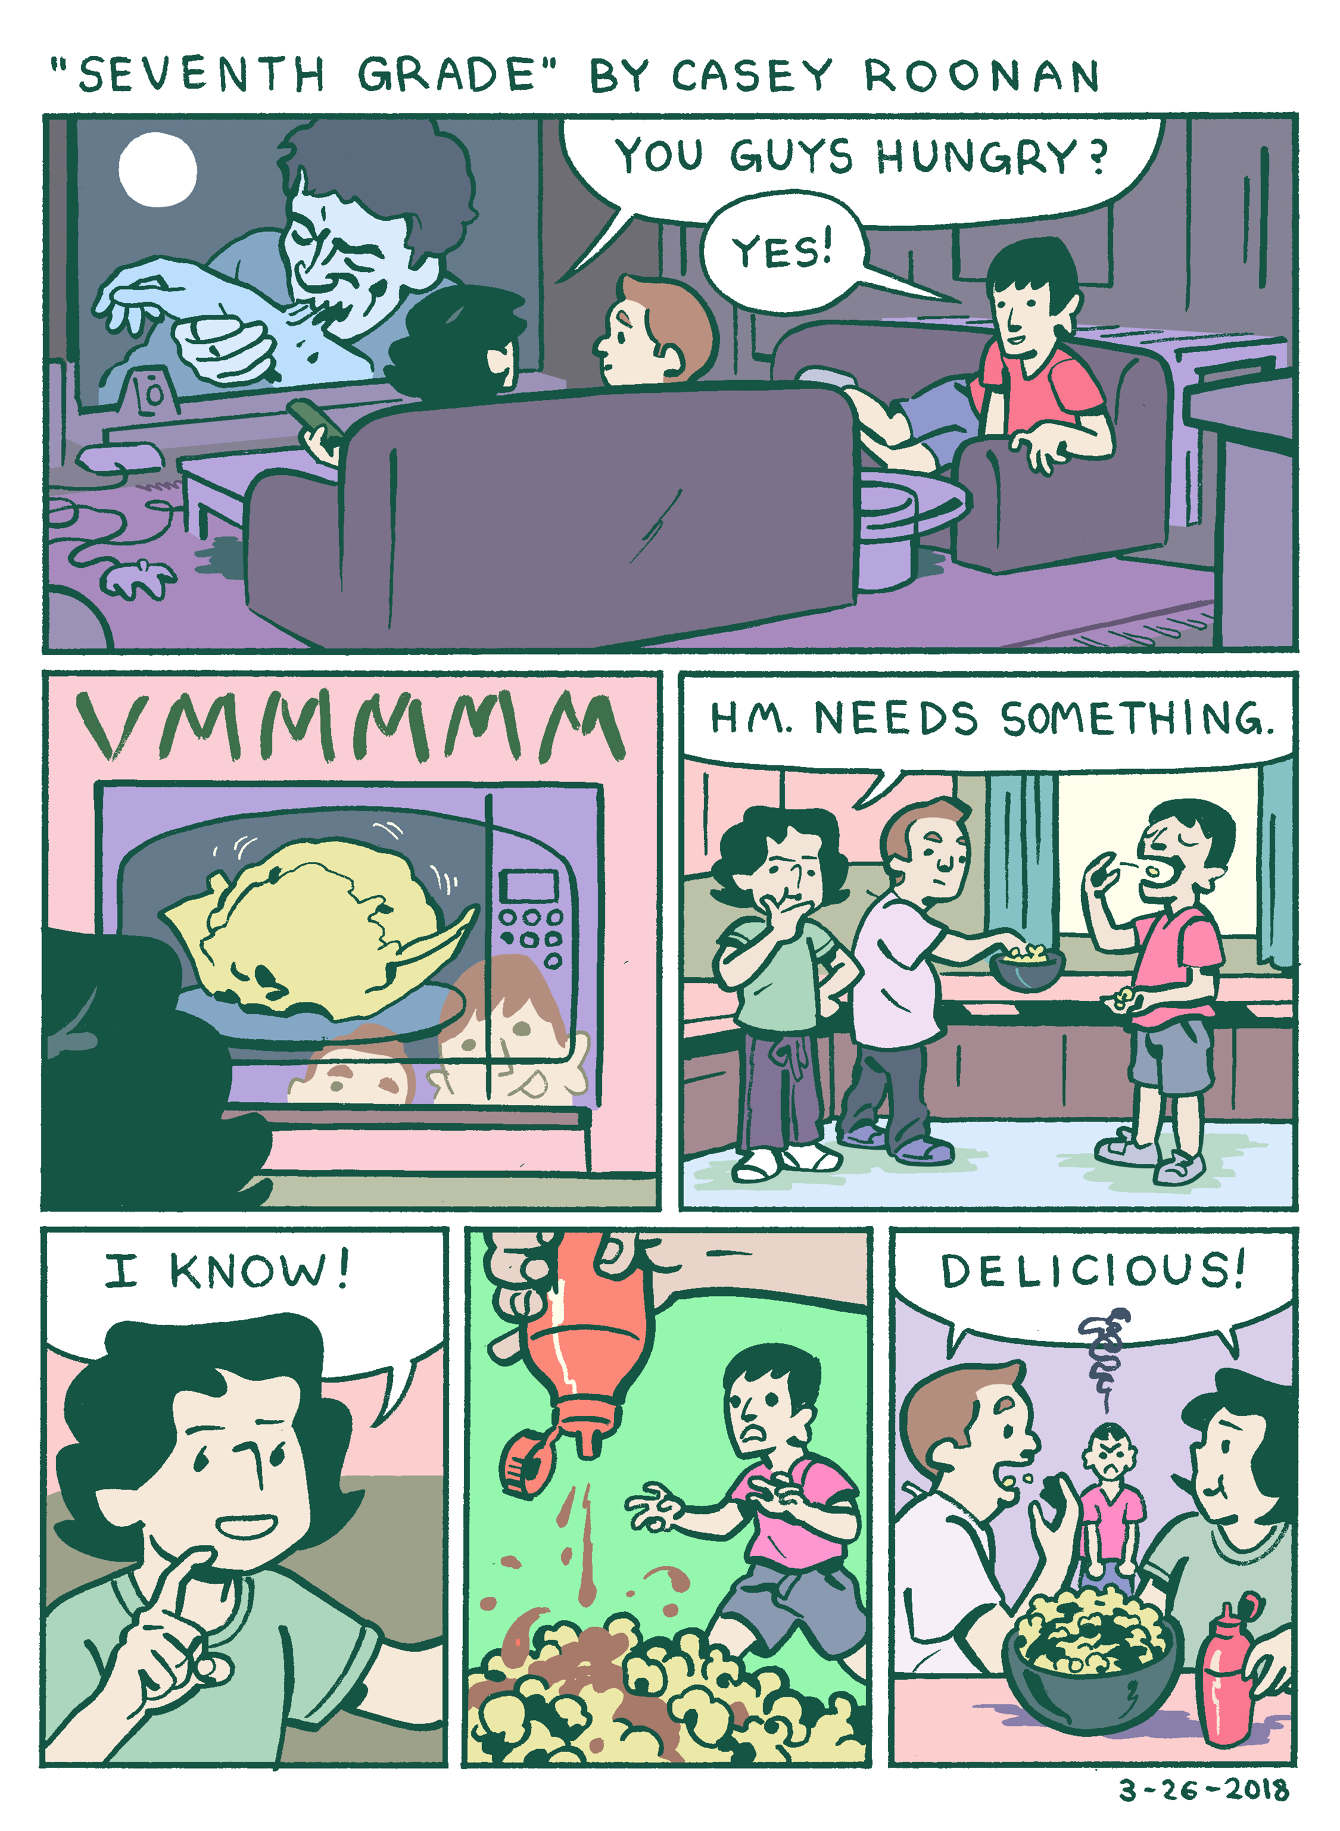 "SEVENTH GRADE" BY CASEY ROONAN
YOU GUYS HUNGRY?
YES!
VMMMMM
HM. NEEDS SOMETHING.
I KNOW!
DELICIOUS!
3-26-2018